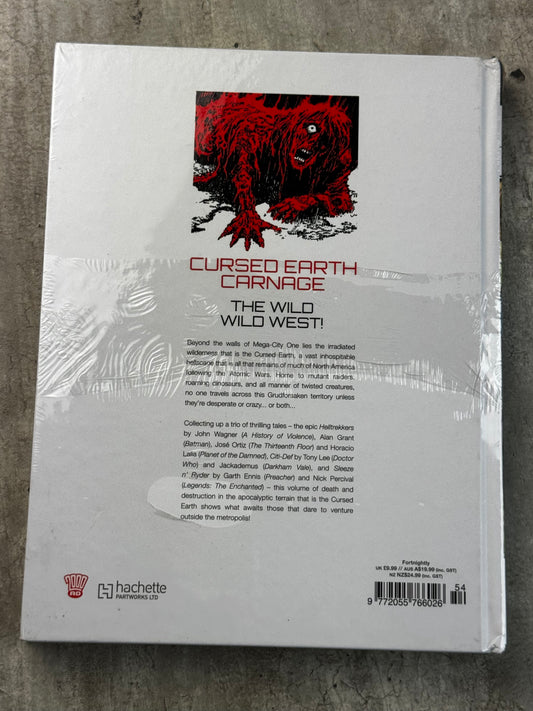 CURSED EARTH
CARNAGE
THE WILD
WILD WEST!
Beyond the walls of Mega-City One lies the irradiated
wilderness that is the Cursed Earth, a vast inhospitable
hellscape that is all that remains of much of North America
following the Atomic Wars. Home to mutant raiders,
roaming dinosaurs, and all manner of twisted creatures,
no one travels across this Grudforsaken territory unless
they're desperate or crazy... or both...
Collecting up a trio of thrilling tales – the epic Helltrekkers
by John Wagner (A History of Violence), Alan Grant
(Batman), José Ortiz (The Thirteenth Floor) and Horacio
Lalia (Planet of the Damned), Citi-Def by Tony Lee (Doctor
Who) and Jackademus (Darkham Vale), and Sleeze
n' Ryder by Garth Ennis (Preacher) and Nick Percival
(Legends: The Enchanted) – this volume of death and
destruction in the apocalyptic terrain that is the Cursed
Earth shows what awaits those that dare to venture
outside the metropolis!
Fortnightly
UK £9.99 // AUS A$19.99 (inc. GST)
NZ NZ$24.99 (inc. GST)
54
9 772055 766026
2000
AD
hachette
PARTWORKS LTD